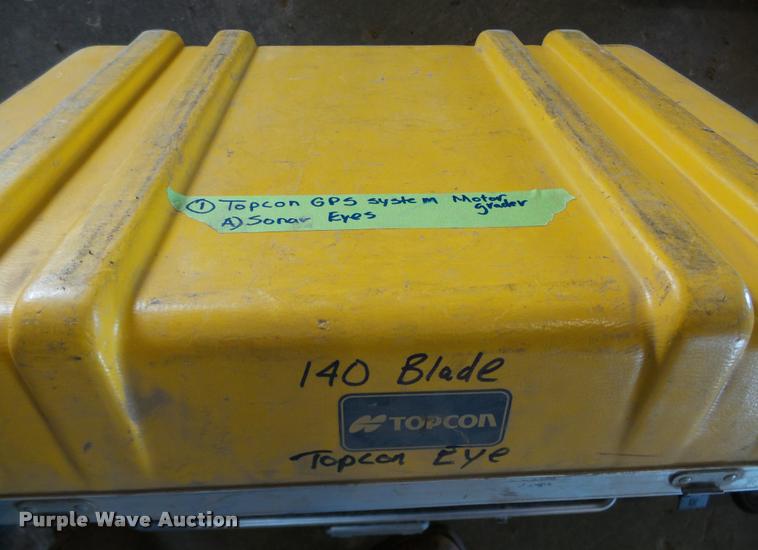 ① Topcon GPS system Motor grader
A) Sonar Eyes
140 Blade
TOPCON
Topcon Eye
Purple Wave Auction